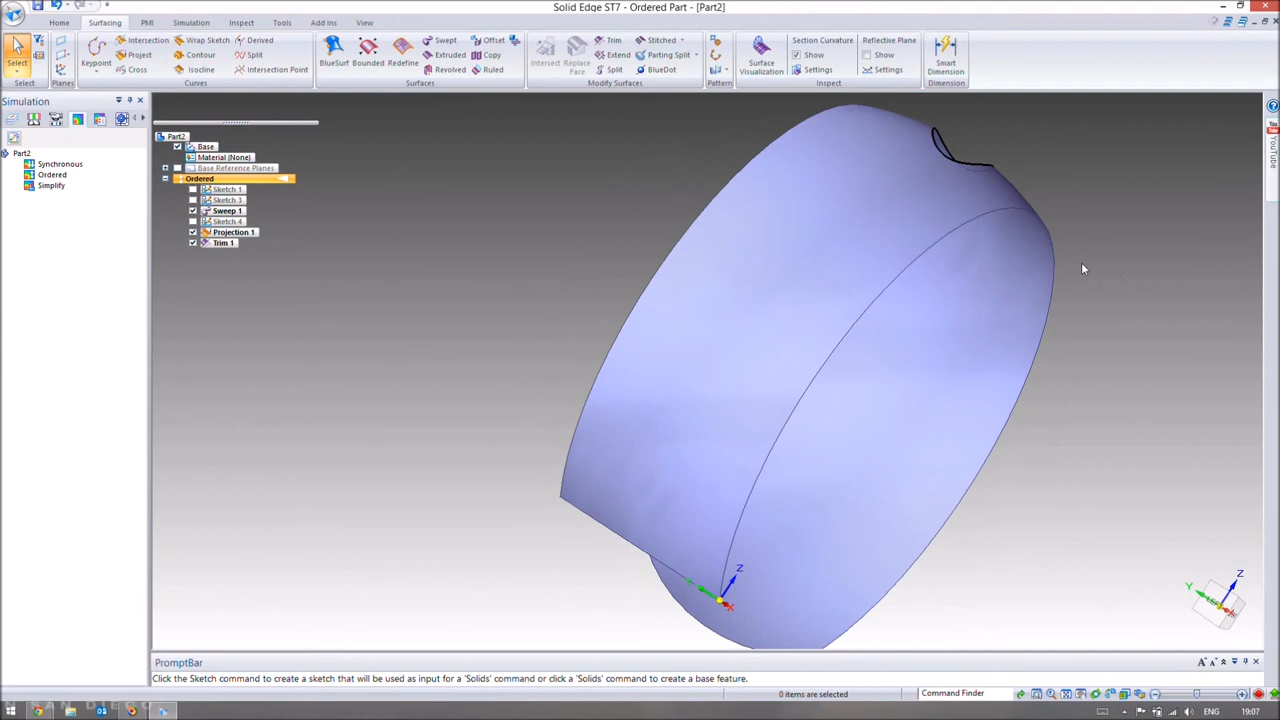 Solid Edge ST7 - Ordered Part - [Part2]
Home Surfacing PMI Simulation Inspect Tools Add Ins View
Intersection Wrap Sketch Derived Swept Offset Trim Stitched Section Curvature Reflective Plane
Select Keypoint Project Contour Split BlueSurf Bounded Redefine Extruded Copy Intersect Replace Face Extend Parting Split Surface Visualization Show Show Smart Dimension
Cross Isocline Intersection Point Revolved Ruled Split BlueDot Settings Settings
Select Planes Curves Surfaces Modify Surfaces Pattern Inspect Dimension
Simulation
Part2
Synchronous
Ordered
Simplify
Part2
Base
Material (None)
Base Reference Planes
Ordered
Sketch 1
Sketch 3
Sweep 1
Sketch 4
Projection 1
Trim 1
Z
X
Z
Y
X
You Tube
YouTube
PromptBar
Click the Sketch command to create a sketch that will be used as input for a 'Solids' command or click a 'Solids' command to create a base feature.
0 items are selected Command Finder
ENG 19:07